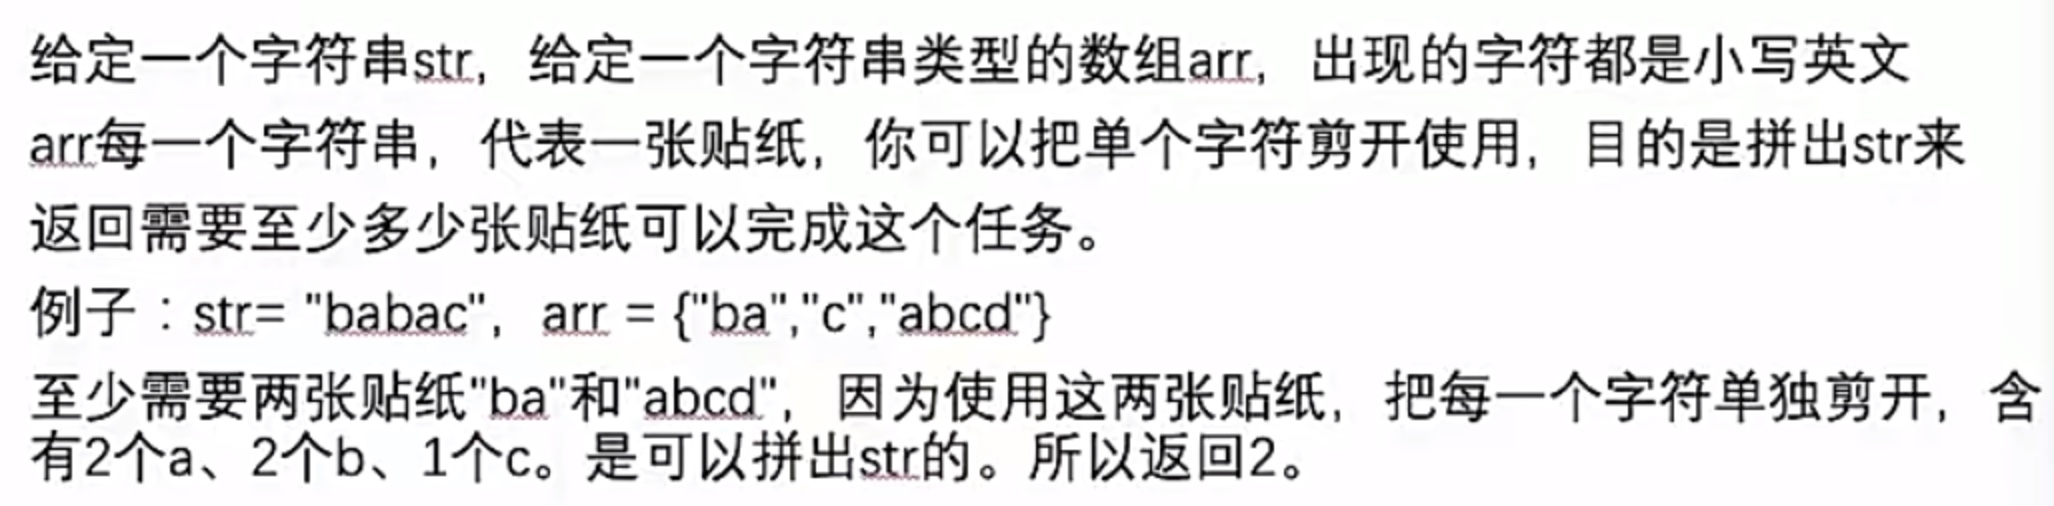 给定一个字符串str，给定一个字符串类型的数组arr，出现的字符都是小写英文
arr每一个字符串，代表一张贴纸，你可以把单个字符剪开使用，目的是拼出str来
返回需要至少多少张贴纸可以完成这个任务。
例子：str= "babac"，arr = {"ba","c","abcd"}
至少需要两张贴纸"ba"和"abcd"，因为使用这两张贴纸，把每一个字符单独剪开，含
有2个a、2个b、1个c。是可以拼出str的。所以返回2。